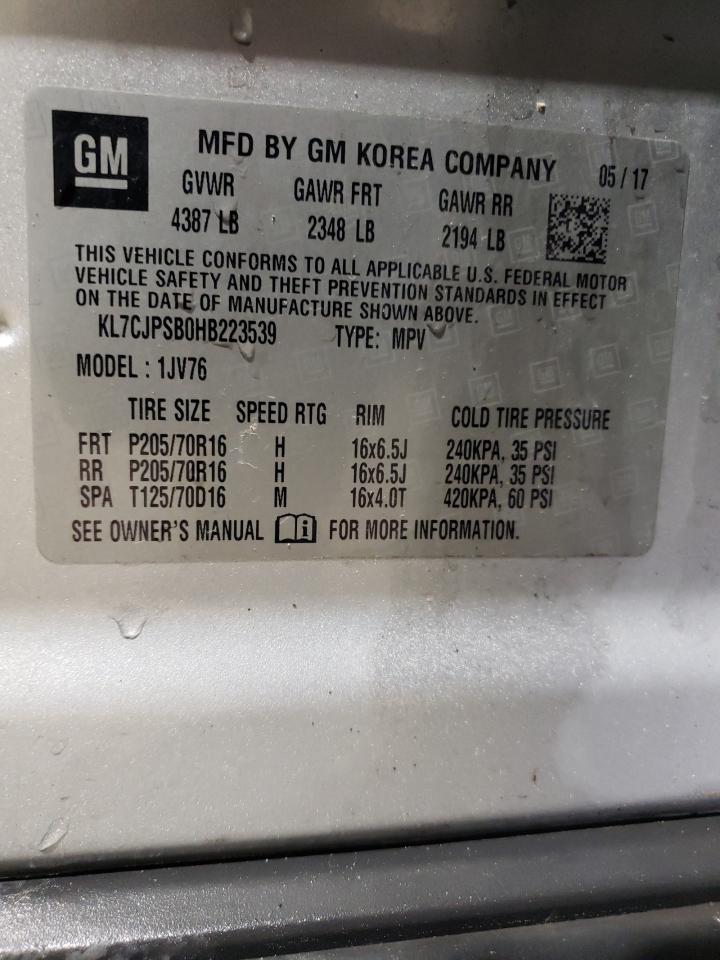 GM
MFD BY GM KOREA COMPANY 05 / 17
GVWR GAWR FRT GAWR RR
4387 LB 2348 LB 2194 LB
THIS VEHICLE CONFORMS TO ALL APPLICABLE U.S. FEDERAL MOTOR
VEHICLE SAFETY AND THEFT PREVENTION STANDARDS IN EFFECT
ON THE DATE OF MANUFACTURE SHOWN ABOVE.
KL7CJPSB0HB223539 TYPE: MPV
MODEL : 1JV76
TIRE SIZE SPEED RTG RIM COLD TIRE PRESSURE
FRT P205/70R16 H 16x6.5J 240KPA, 35 PSI
RR P205/70R16 H 16x6.5J 240KPA, 35 PSI
SPA T125/70D16 M 16x4.0T 420KPA, 60 PSI
SEE OWNER'S MANUAL i FOR MORE INFORMATION.